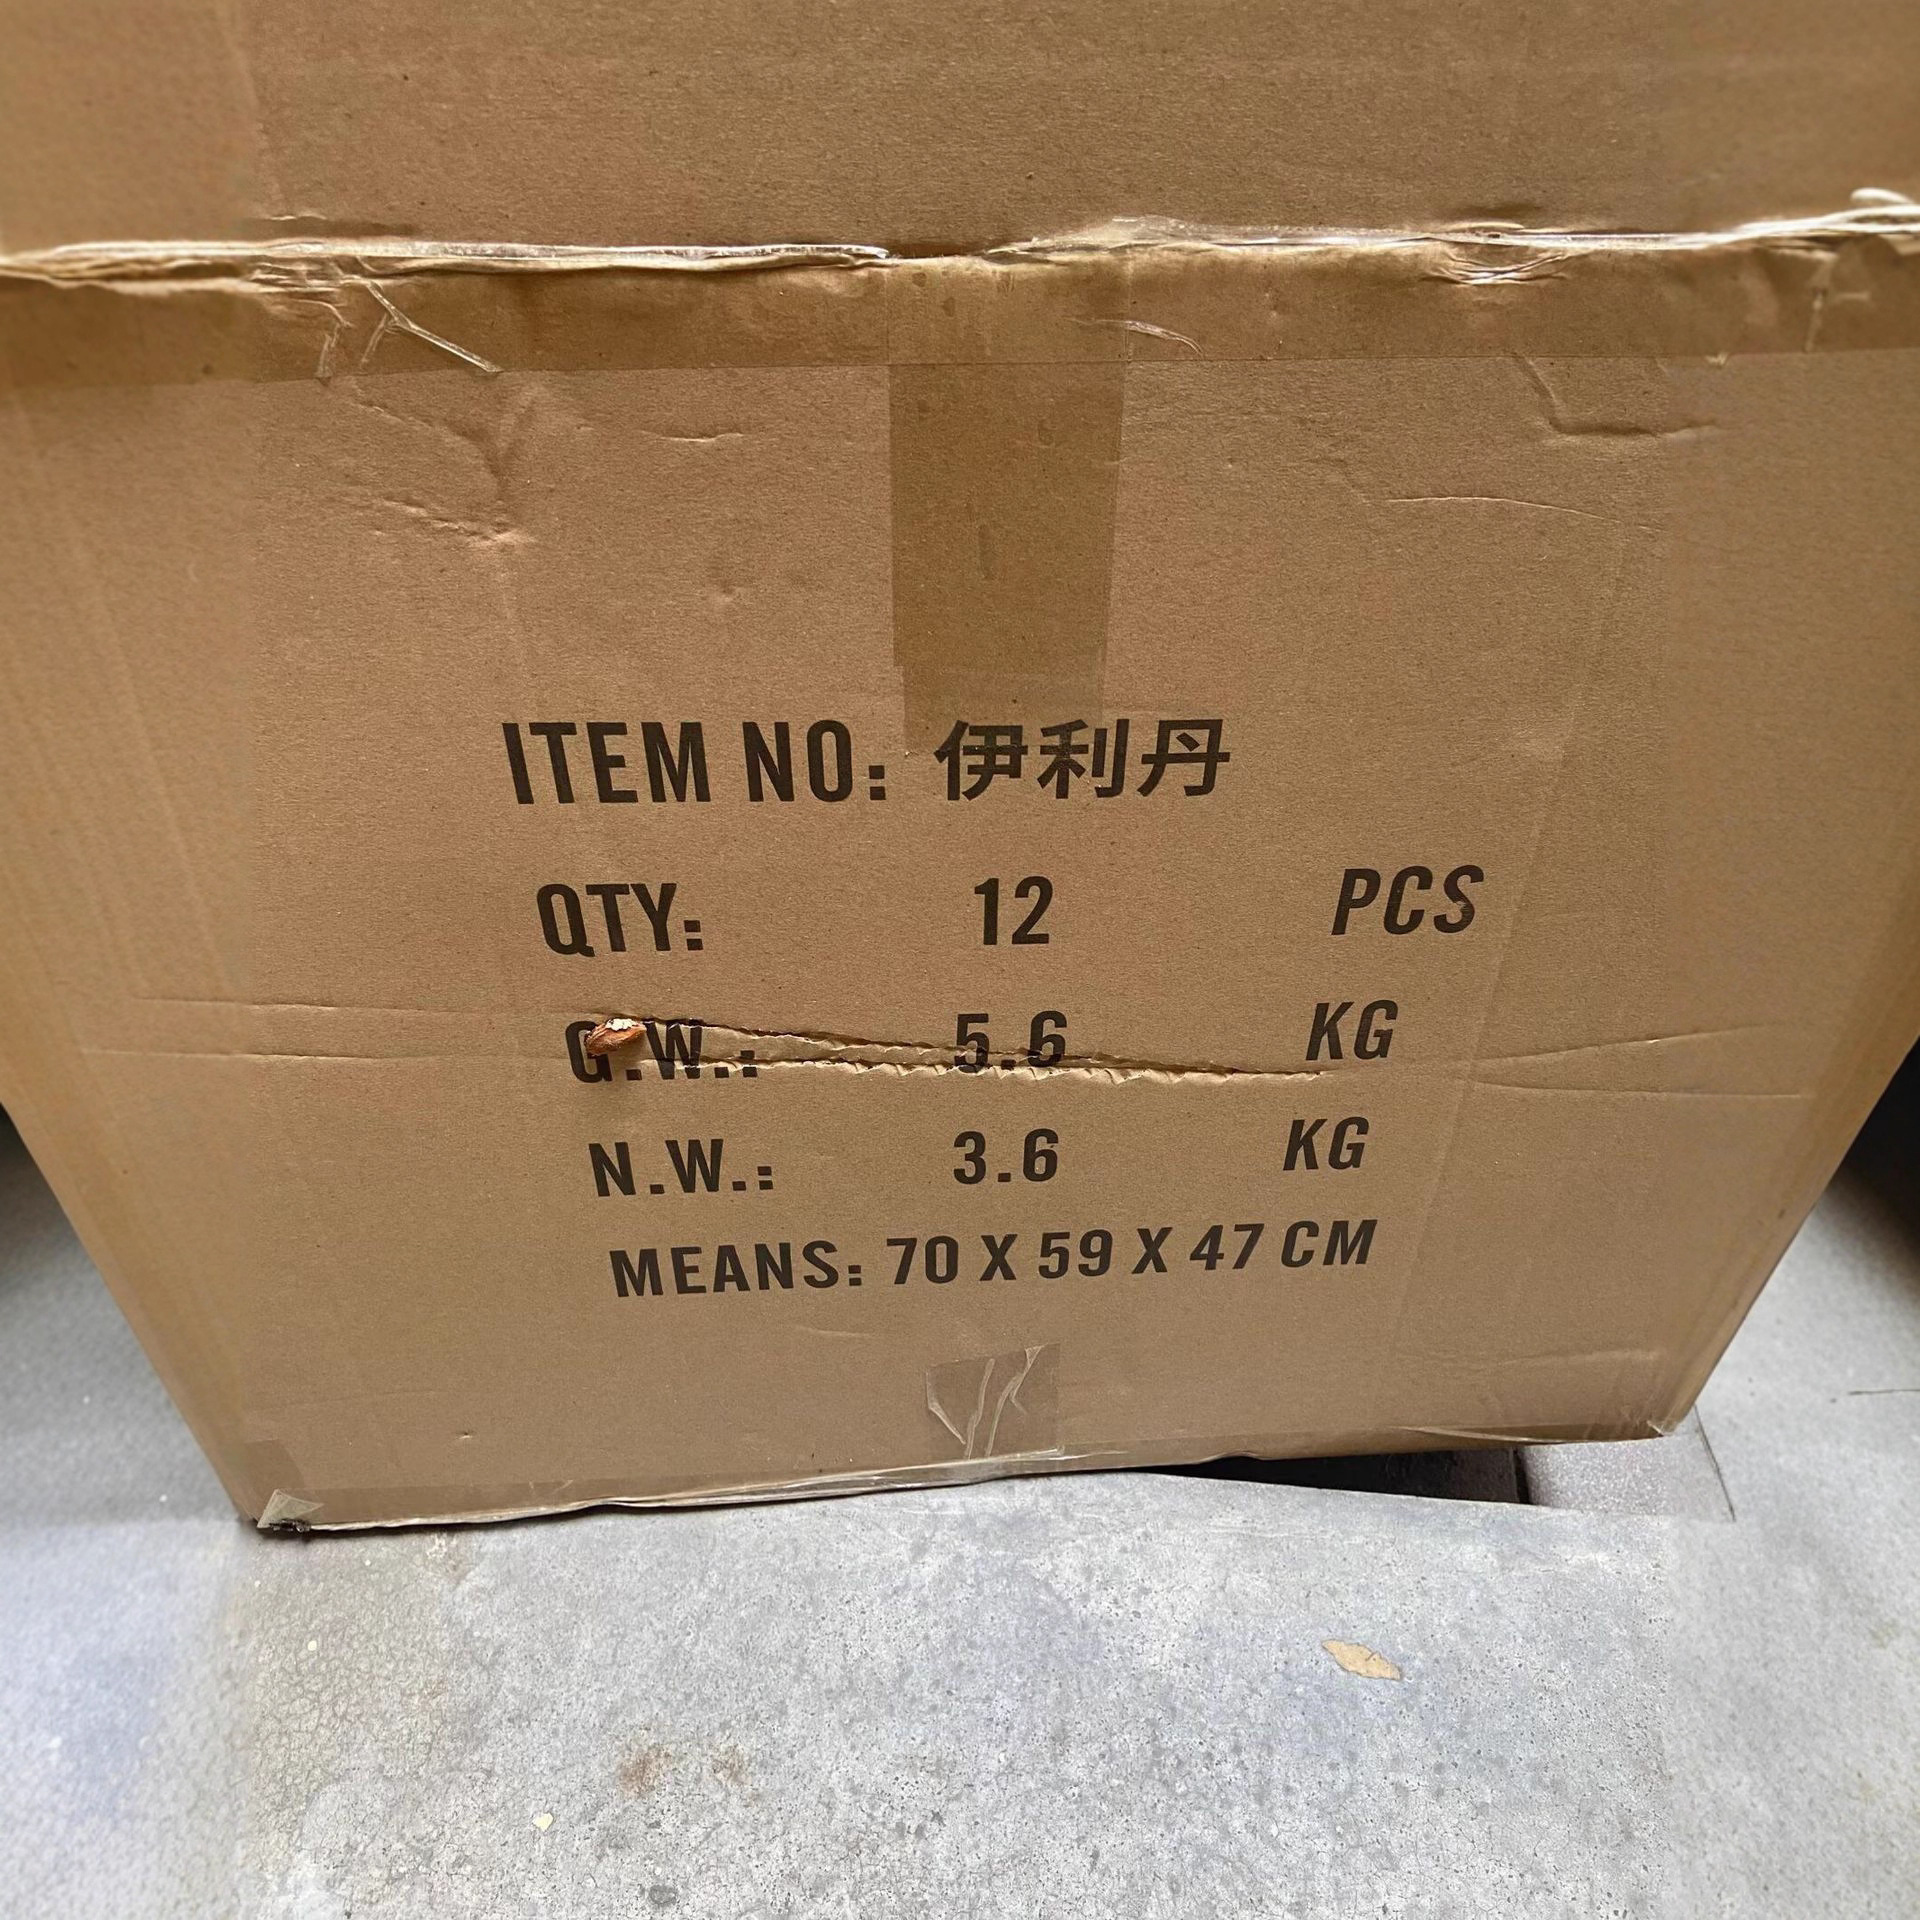 ITEM NO: 伊利丹
QTY: 12 PCS
G.W.: 5.6 KG
N.W.: 3.6 KG
MEANS: 70 X 59 X 47 CM